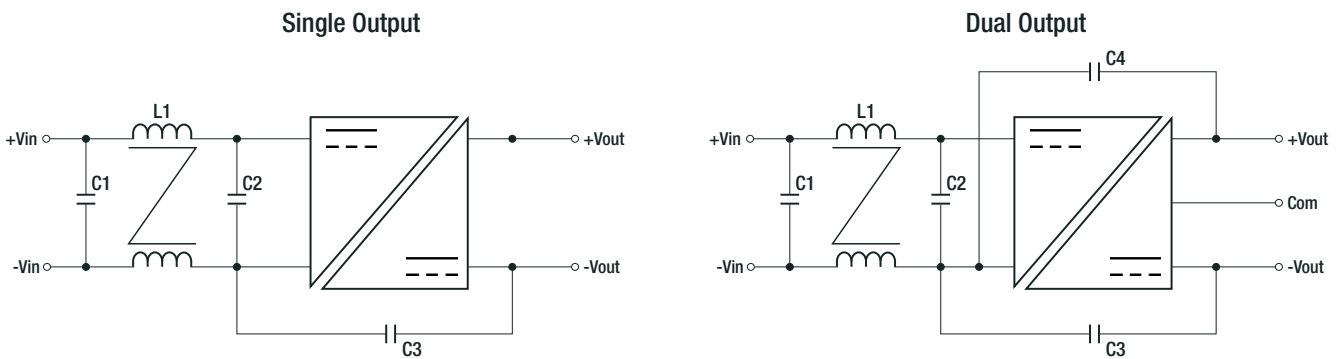 Single Output
L1
+Vin
+Vout
C1
C2
-Vin
-Vout
C3
Dual Output
C4
L1
+Vin
+Vout
C1
C2
Com
-Vin
-Vout
C3